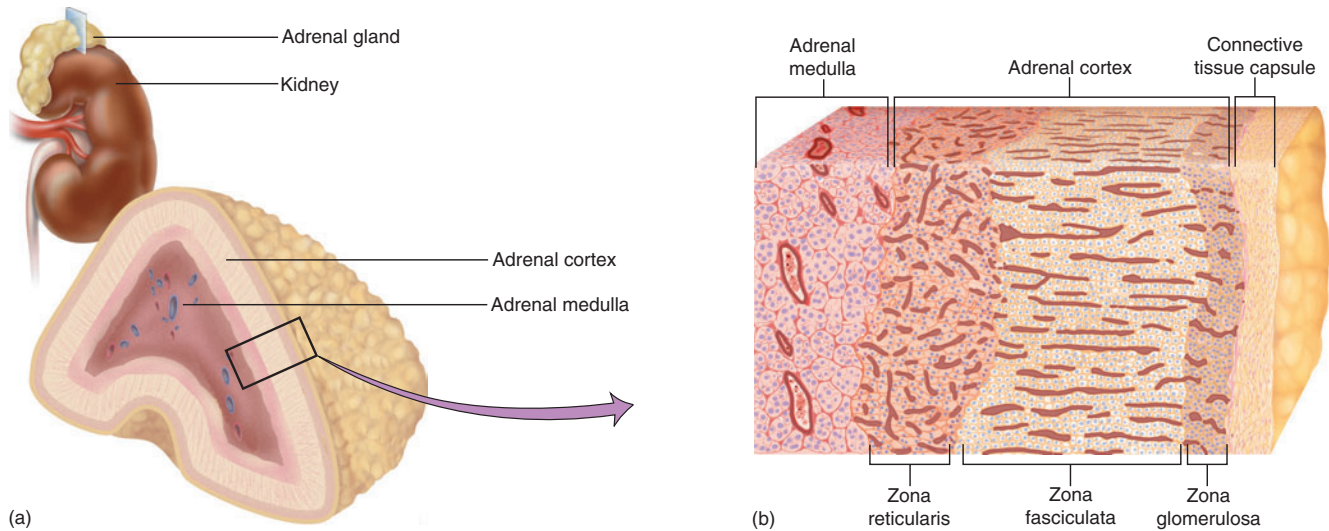 Adrenal gland
Kidney
Adrenal cortex
Adrenal medulla
(a)
Adrenal
medulla
Adrenal cortex
Connective
tissue capsule
Zona
reticularis
Zona
fasciculata
Zona
glomerulosa
(b)